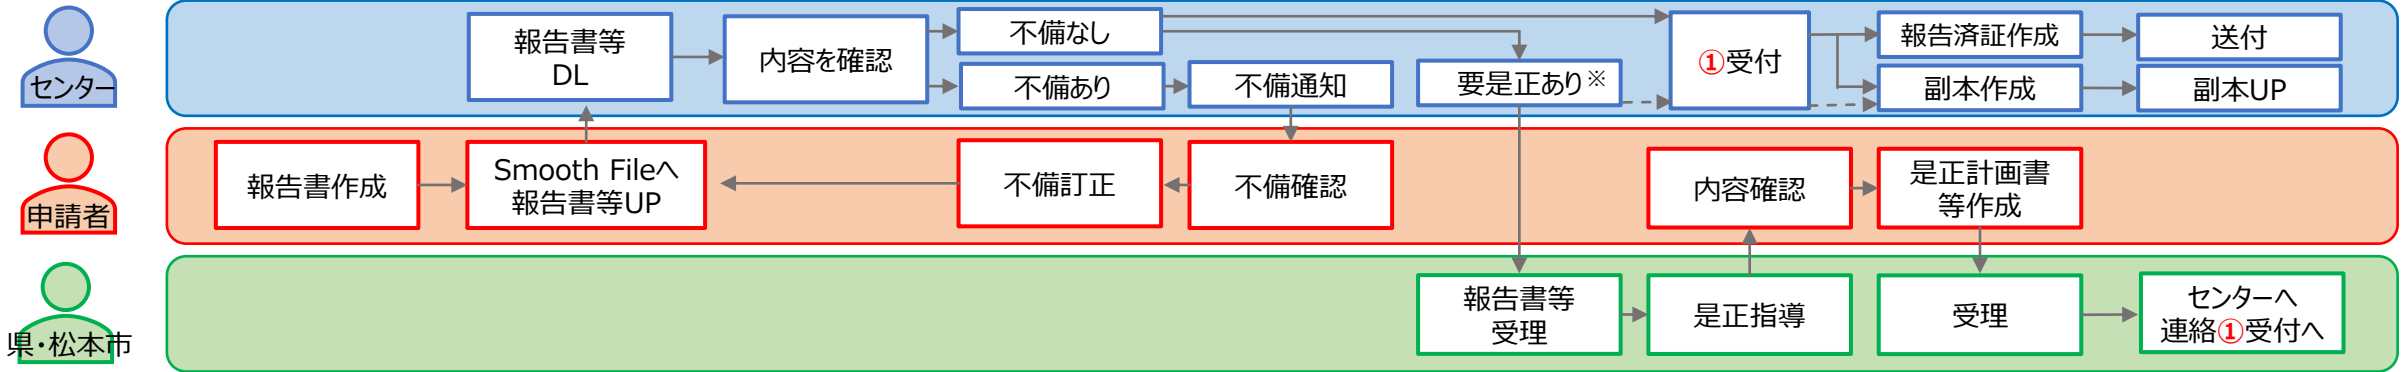 センター
報告書等
DL
内容を確認
不備なし
不備あり
不備通知
要是正あり※
①受付
報告済証作成
送付
副本作成
副本UP
申請者
報告書作成
Smooth Fileへ
報告書等UP
不備訂正
不備確認
内容確認
是正計画書
等作成
県・松本市
報告書等
受理
是正指導
受理
センターへ
連絡①受付へ